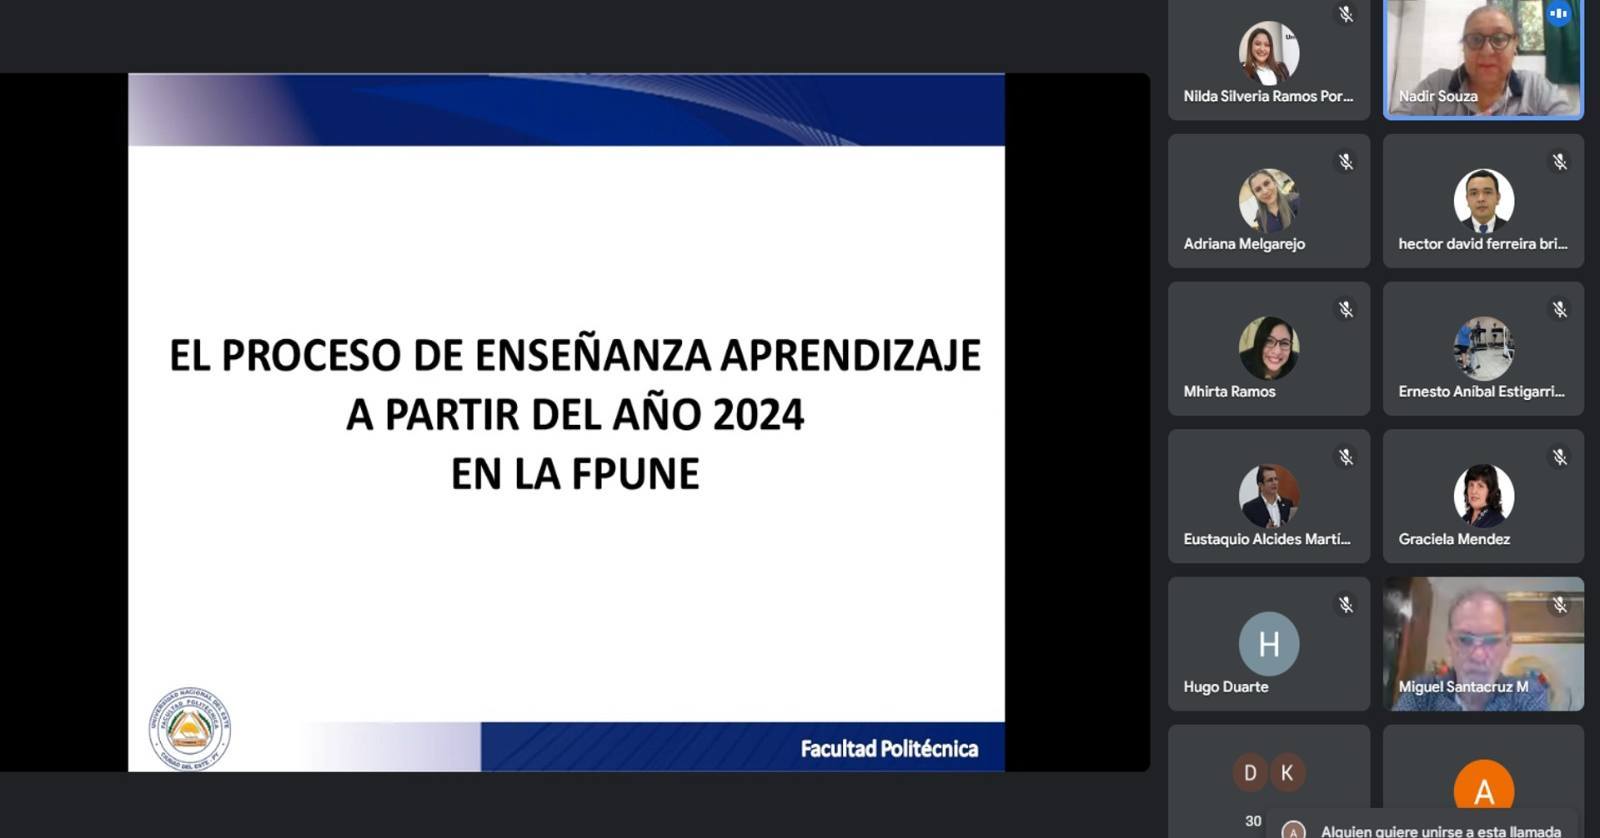 EL PROCESO DE ENSEÑANZA APRENDIZAJE
A PARTIR DEL AÑO 2024
EN LA FPUNE
UNIVERSIDAD NACIONAL DEL ESTE
FACULTAD POLITÉCNICA
CIUDAD DEL ESTE - PY
Facultad Politécnica
Nilda Silveria Ramos Por...
Nadir Souza
Adriana Melgarejo
hector david ferreira bri...
Mhirta Ramos
Ernesto Aníbal Estigarri...
Eustaquio Alcides Martí...
Graciela Mendez
H
Hugo Duarte
Miguel Santacruz M
D K
A
30
A Alguien quiere unirse a esta llamada